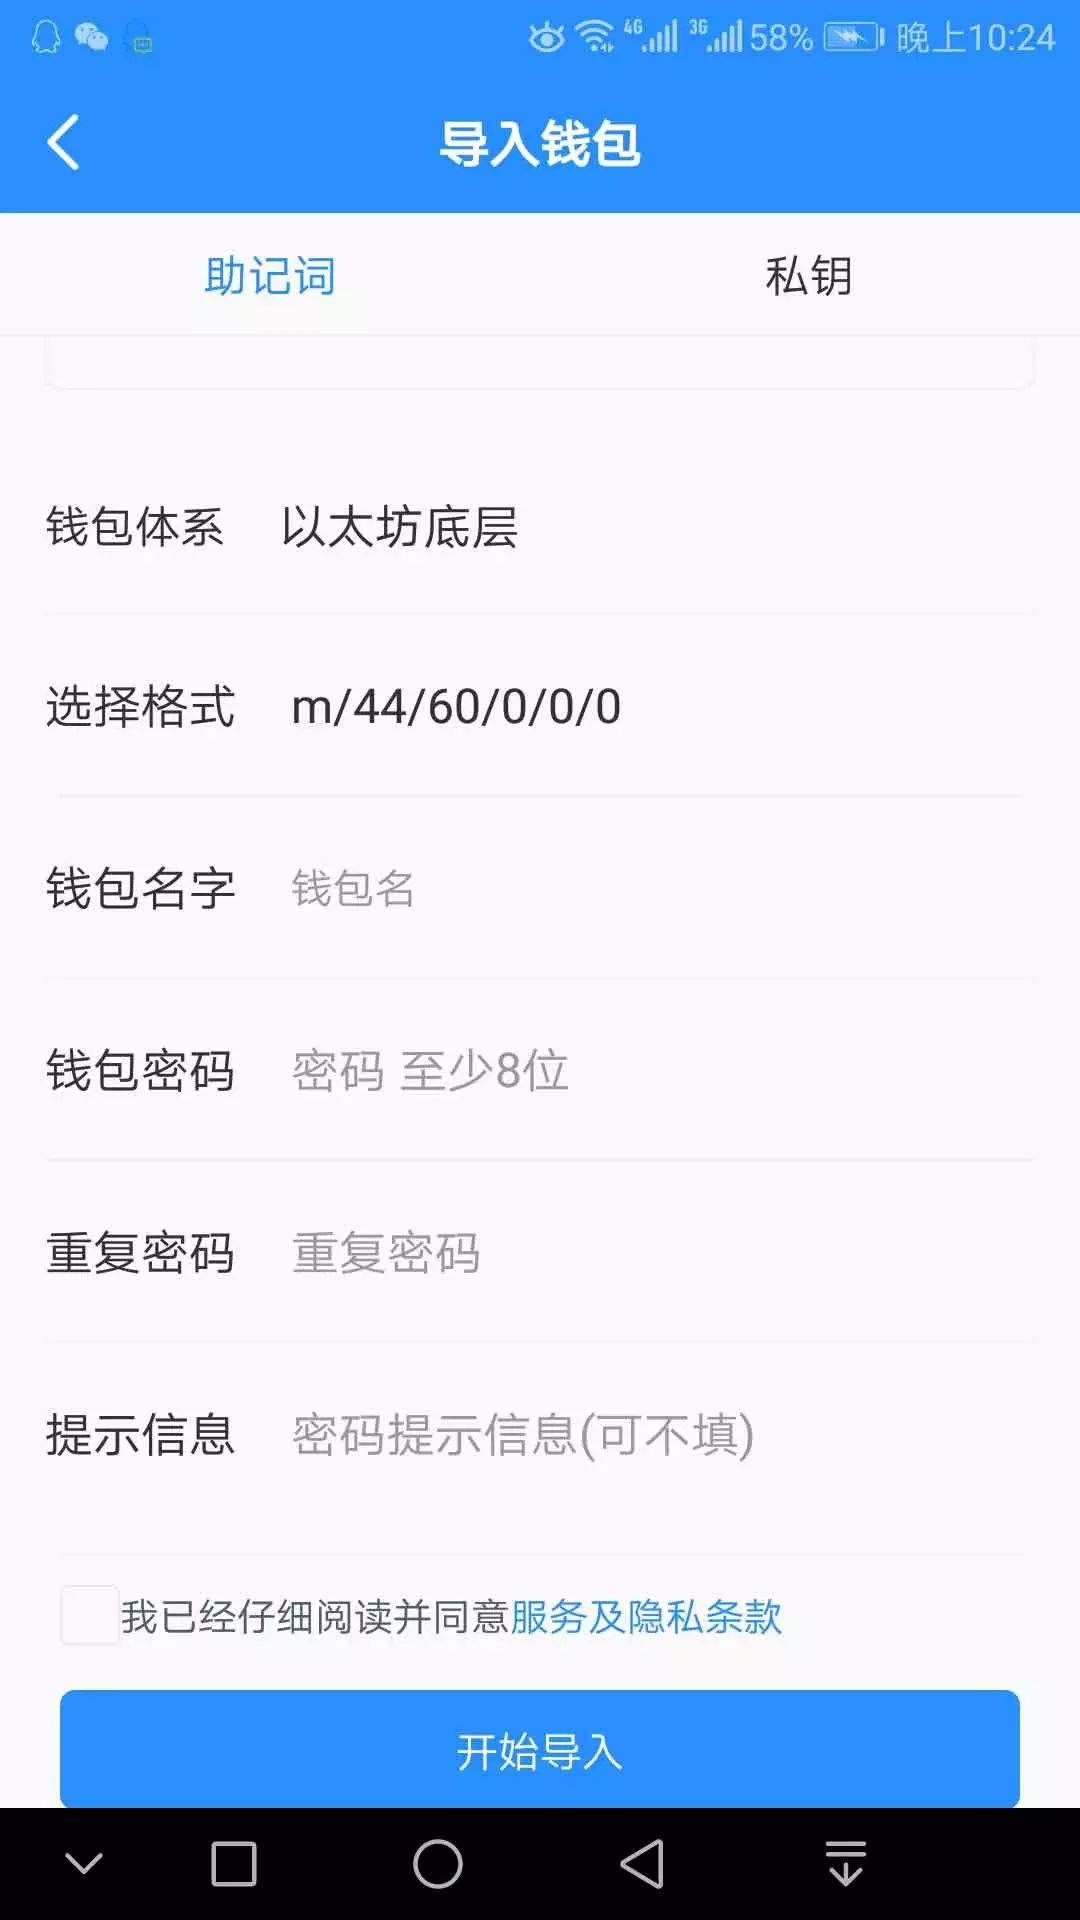 4G 3G 58% 晚上10:24
导入钱包
助记词 私钥
钱包体系 以太坊底层
选择格式 m/44/60/0/0/0
钱包名字 钱包名
钱包密码 密码 至少8位
重复密码 重复密码
提示信息 密码提示信息(可不填)
我已经仔细阅读并同意服务及隐私条款
开始导入